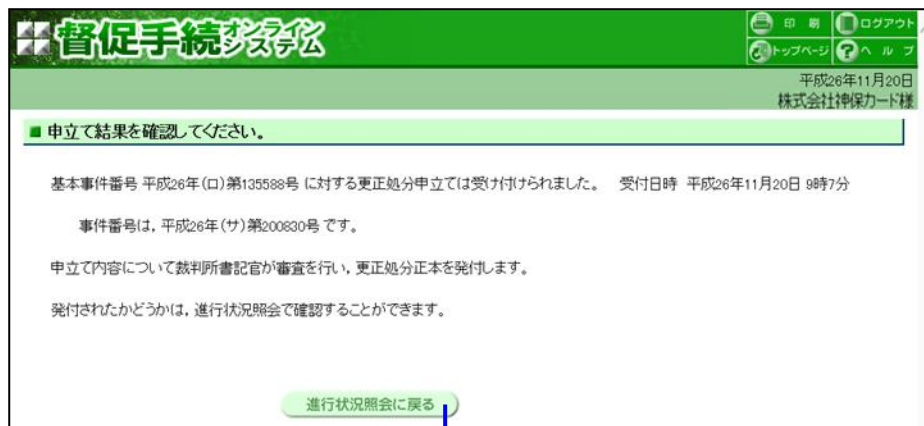 督促手続オンラインシステム
印 刷
ログアウト
トップページ
ヘ ル プ
平成26年11月20日
株式会社神保カード様
申立て結果を確認してください。
基本事件番号 平成26年(ロ)第135588号 に対する更正処分申立ては受け付けられました。 受付日時 平成26年11月20日 9時7分
事件番号は，平成26年(サ)第200830号 です。
申立て内容について裁判所書記官が審査を行い，更正処分正本を発付します。
発付されたかどうかは，進行状況照会で確認することができます。
進行状況照会に戻る